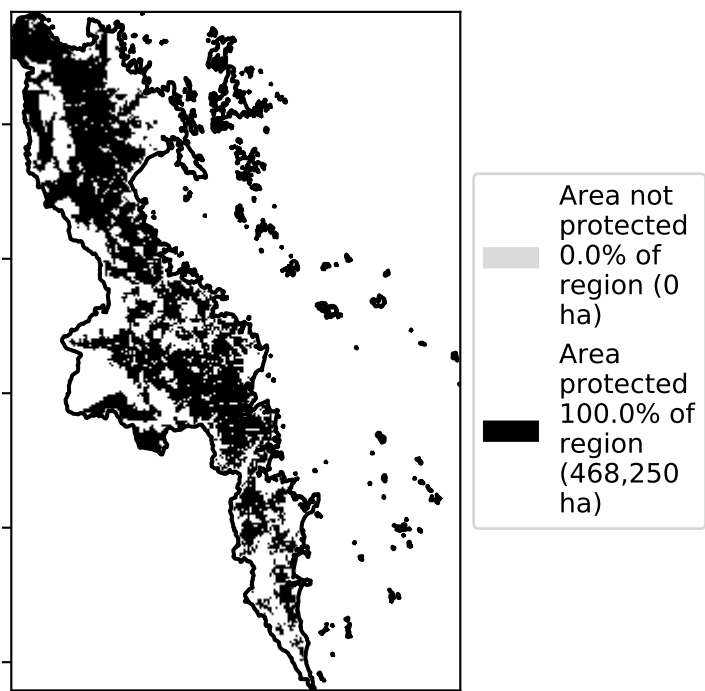 Area not
protected
0.0% of
region (0
ha)
Area
protected
100.0% of
region
(468,250
ha)